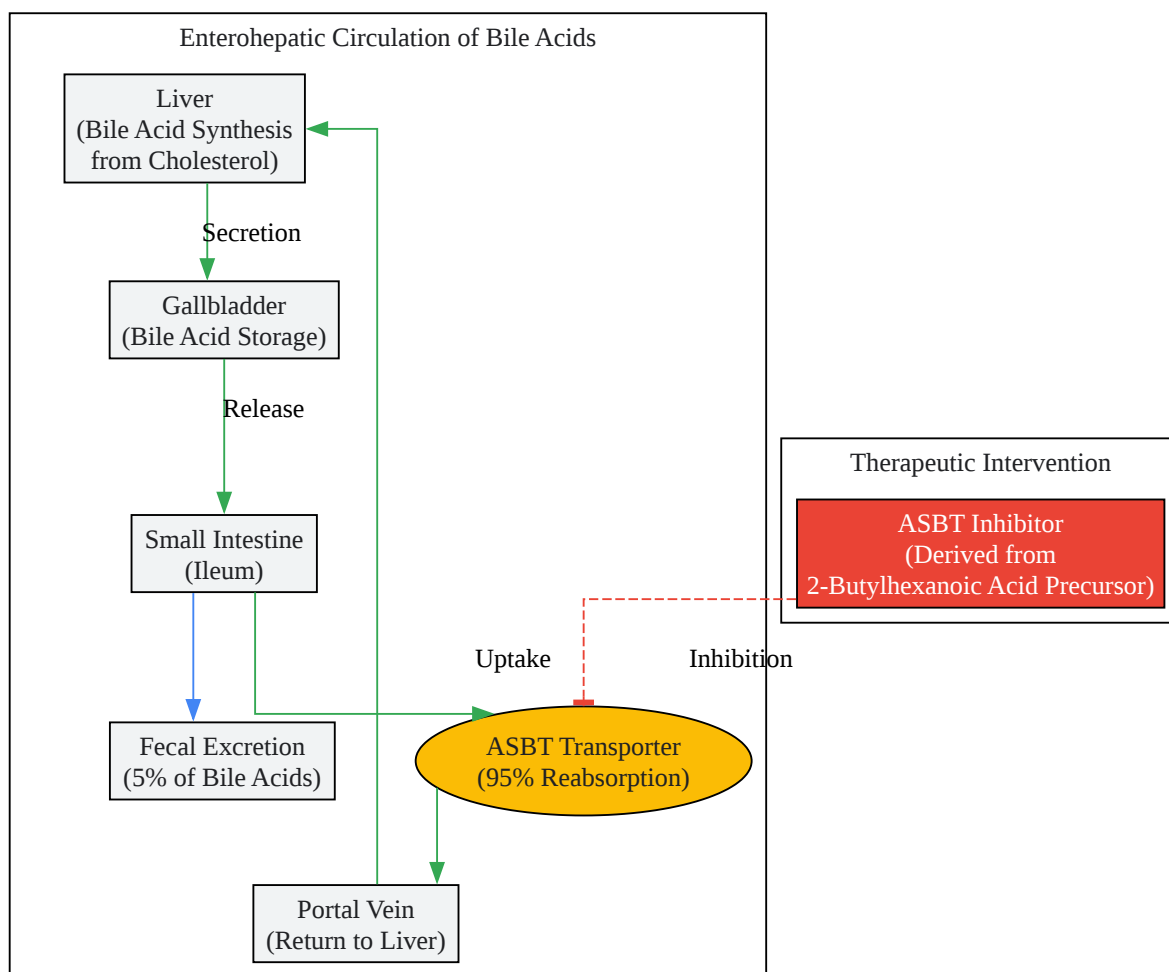 Enterohepatic Circulation of Bile Acids
Liver
(Bile Acid Synthesis
from Cholesterol)
Secretion
Gallbladder
(Bile Acid Storage)
Release
Therapeutic Intervention
ASBT Inhibitor
(Derived from
2-Butylhexanoic Acid Precursor)
Small Intestine
(Ileum)
Uptake
Inhibition
Fecal Excretion
(5% of Bile Acids)
ASBT Transporter
(95% Reabsorption)
Portal Vein
(Return to Liver)